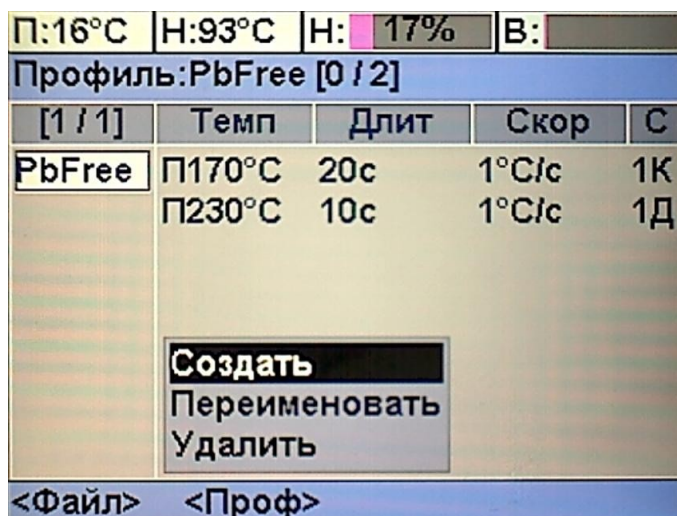 П:16°C Н:93°C Н: 17% В:
Профиль:PbFree [0 / 2]
[1 / 1] Темп Длит Скор С
PbFree П170°C 20с 1°C/c 1К
П230°C 10с 1°C/c 1Д
Создать
Переименовать
Удалить
<Файл> <Проф>